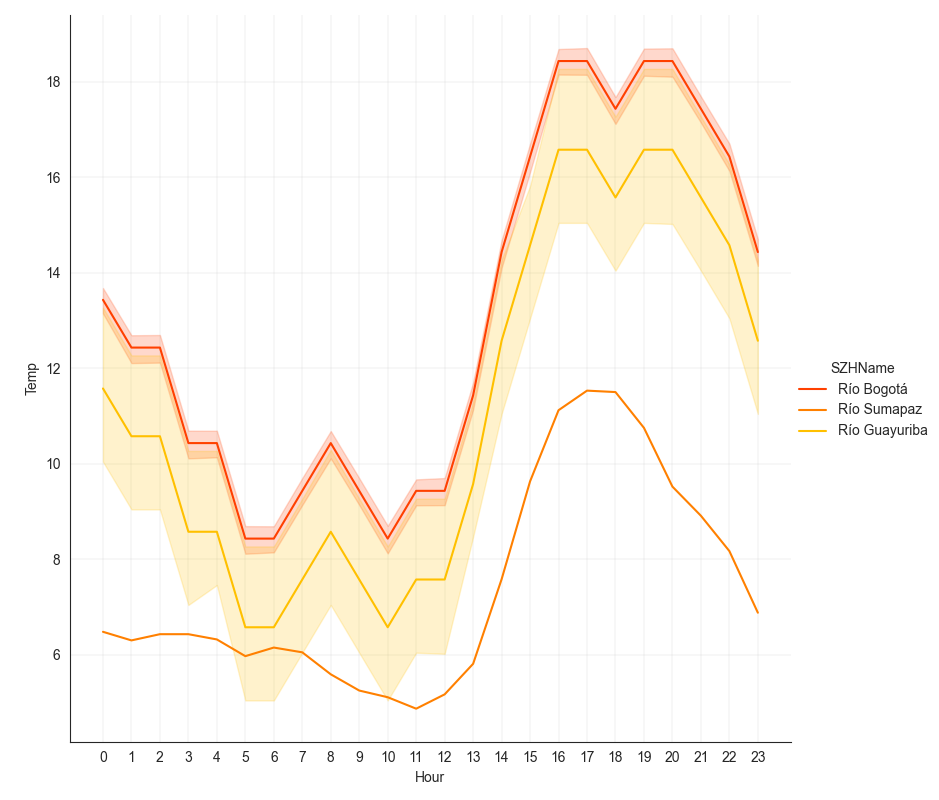 18
16
14
12
10
8
6
Temp
0 1 2 3 4 5 6 7 8 9 10 11 12 13 14 15 16 17 18 19 20 21 22 23
Hour
SZHName
Río Bogotá
Río Sumapaz
Río Guayuriba